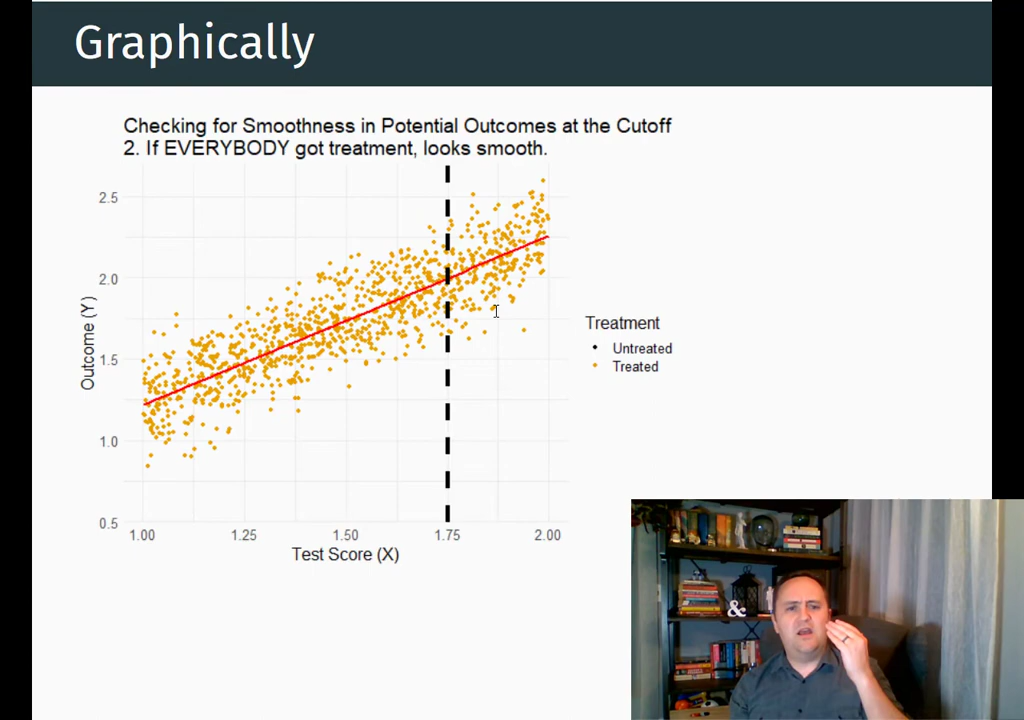 Graphically
Checking for Smoothness in Potential Outcomes at the Cutoff
2. If EVERYBODY got treatment, looks smooth.
2.5
2.0
1.5
1.0
0.5
Outcome (Y)
1.00 1.25 1.50 1.75 2.00
Test Score (X)
Treatment
Untreated
Treated
&